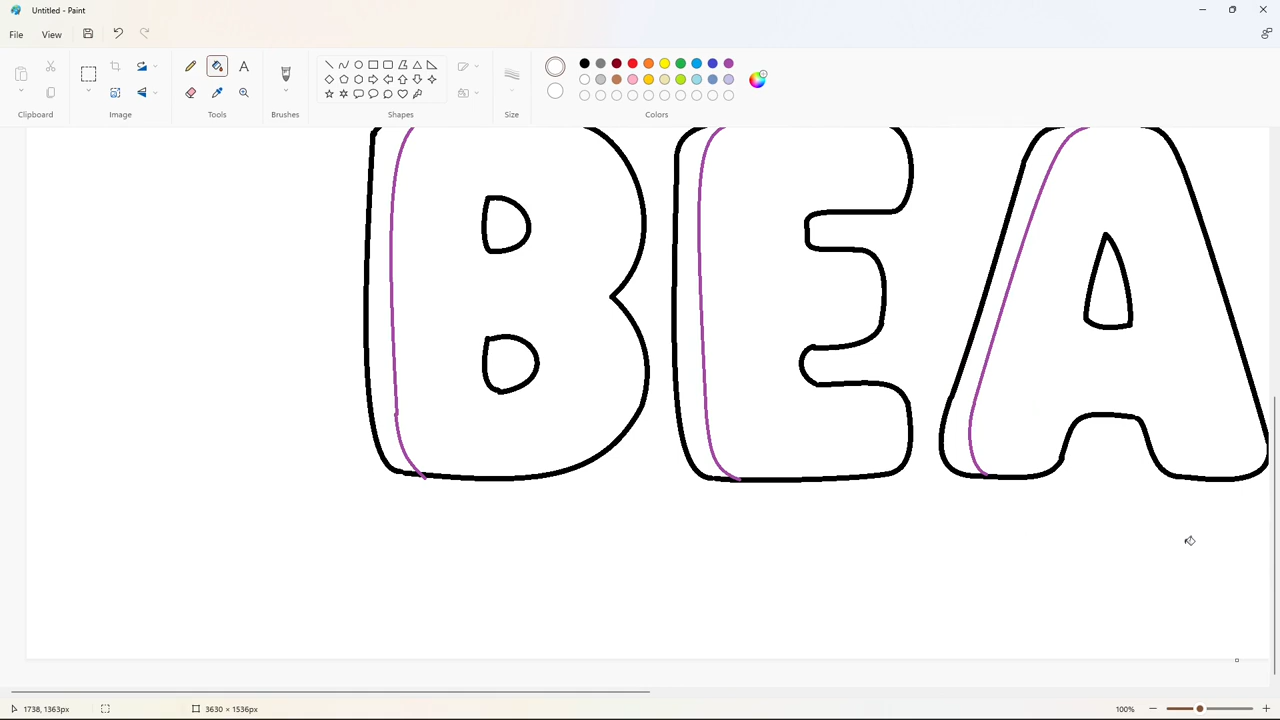 Untitled - Paint
File View
A
Clipboard Image Tools Brushes Shapes Size Colors
BEA
1738, 1363px 3630 × 1536px 100%